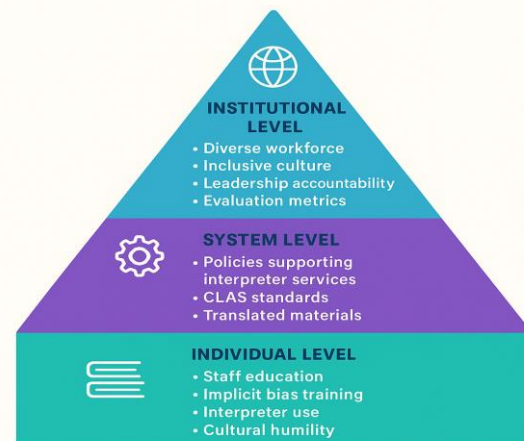 INSTITUTIONAL
LEVEL
• Diverse workforce
• Inclusive culture
• Leadership accountability
• Evaluation metrics
SYSTEM LEVEL
• Policies supporting
interpreter services
• CLAS standards
• Translated materials
INDIVIDUAL LEVEL
• Staff education
• Implicit bias training
• Interpreter use
• Cultural humility